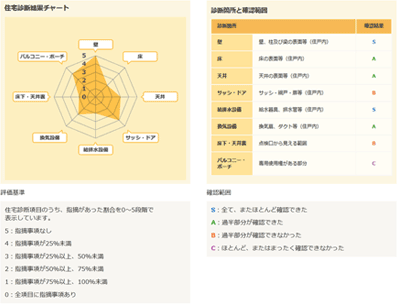 住宅診断結果チャート
壁
5
4
3
2
1
0
床
天井
サッシ・ドア
給排水設備
換気設備
床下・天井裏
バルコニー・ポーチ
評価基準
住宅診断項目のうち、指摘があった割合を0~5段階で
表示しています。
5:指摘事項なし
4:指摘事項が25%未満
3:指摘事項が25%以上、50%未満
2:指摘事項が50%以上、75%未満
1:指摘事項が75%以上、100%未満
0:全項目に指摘事項あり
診断箇所と確認範囲
診断箇所 確認結果
壁 壁、柱及び梁の表面等(住戸内) S
床 床の表面等(住戸内) A
天井 天井の表面等(住戸内) A
サッシ・ドア サッシ・網戸・扉等(住戸内) B
給排水設備 給水器具、排水管等(住戸内) S
換気設備 換気扇、ダクト等(住戸内) A
床下・天井裏 点検口から見える範囲 B
バルコニー・
ポーチ 専用使用権がある部分 C
確認範囲
S:全て、またはほとんど確認できた
A:過半部分が確認できた
B:過半部分が確認できなかった
C:ほとんど、またはまったく確認できなかった